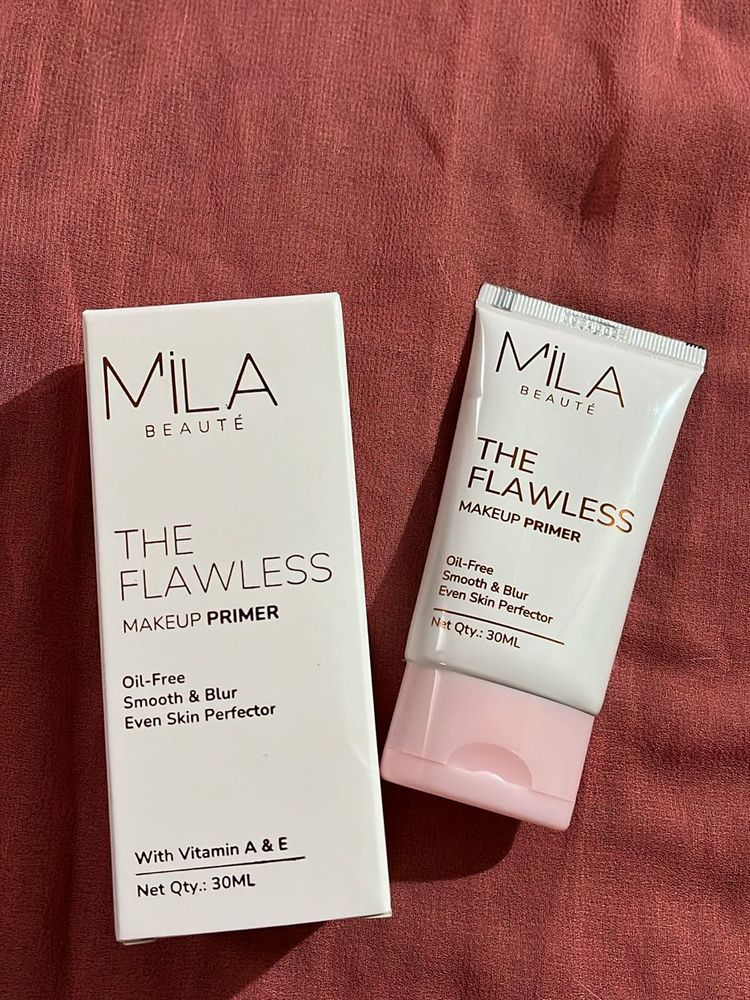 MiLA
BEAUTÉ
THE
FLAWLESS
MAKEUP PRIMER
Oil-Free
Smooth & Blur
Even Skin Perfector
With Vitamin A & E
Net Qty.: 30ML
MiLA
BEAUTÉ
THE
FLAWLESS
MAKEUP PRIMER
Oil-Free
Smooth & Blur
Even Skin Perfector
Net Qty.: 30ML